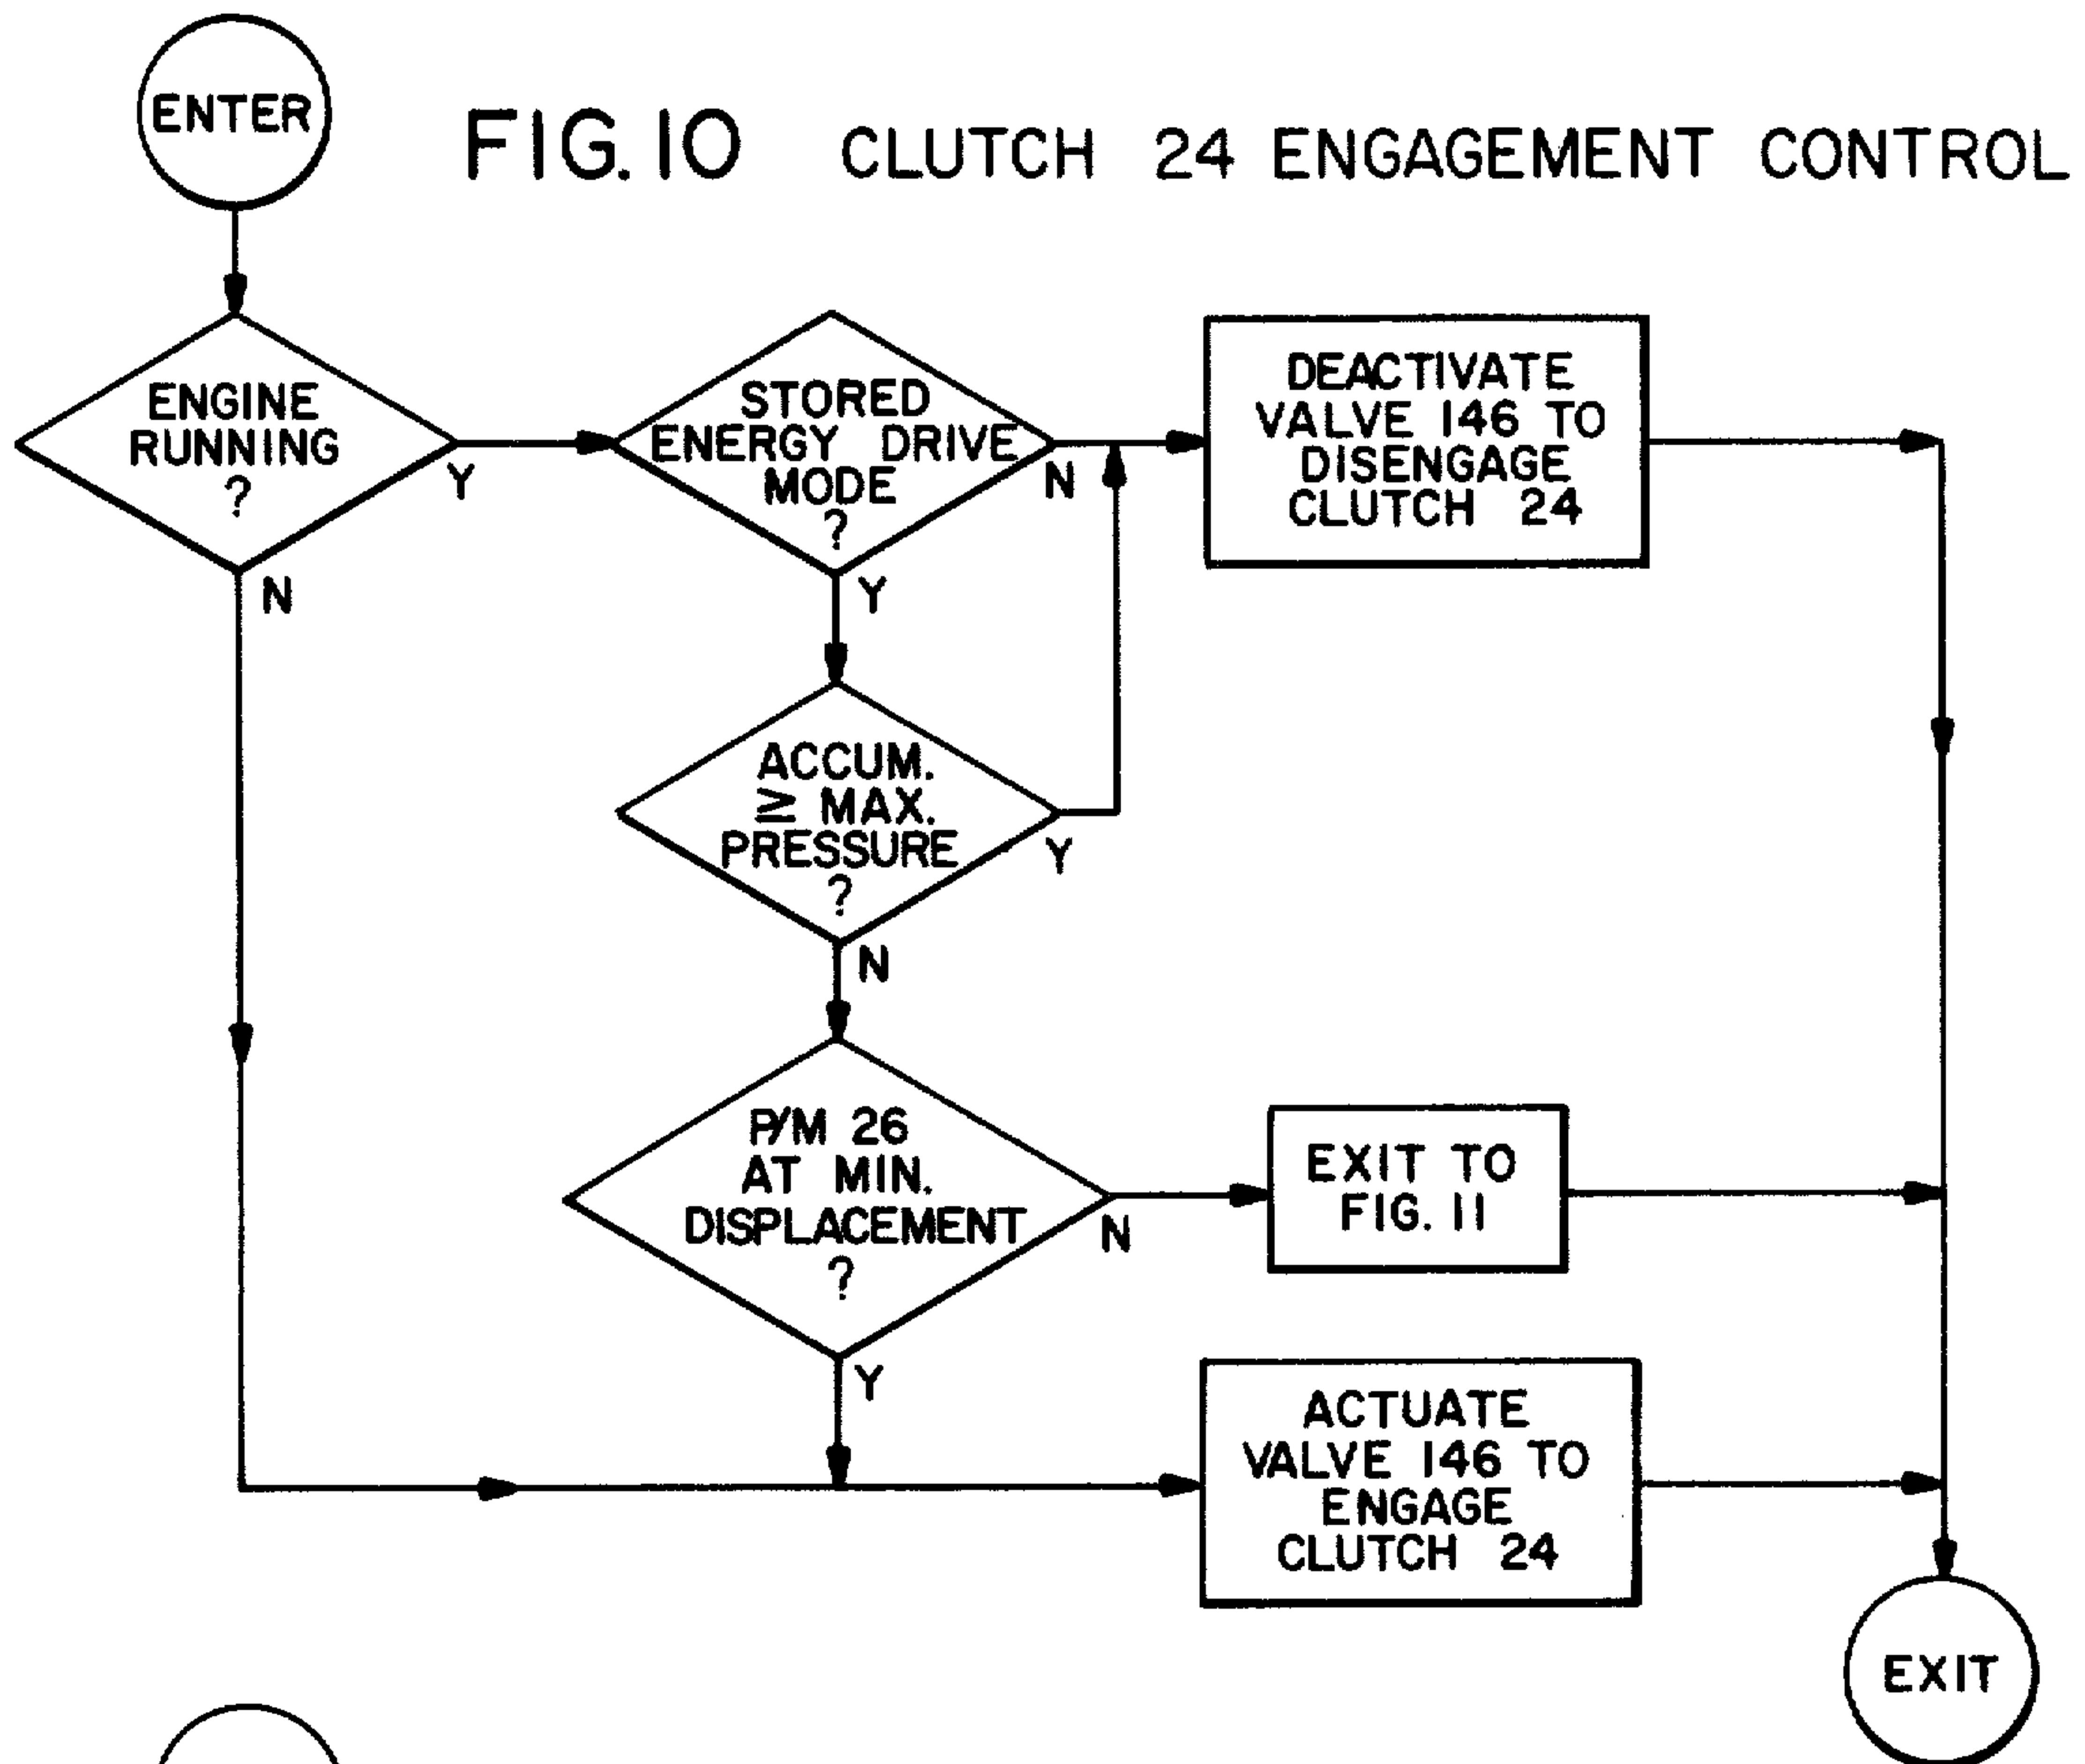 ENTER
FIG. 10 CLUTCH 24 ENGAGEMENT CONTROL
ENGINE
RUNNING
?
Y
N
STORED
ENERGY DRIVE
MODE
?
N
Y
DEACTIVATE
VALVE 146 TO
DISENGAGE
CLUTCH 24
ACCUM.
≧ MAX.
PRESSURE
?
Y
N
P/M 26
AT MIN.
DISPLACEMENT
?
N
Y
EXIT TO
FIG. 11
ACTUATE
VALVE 146 TO
ENGAGE
CLUTCH 24
EXIT